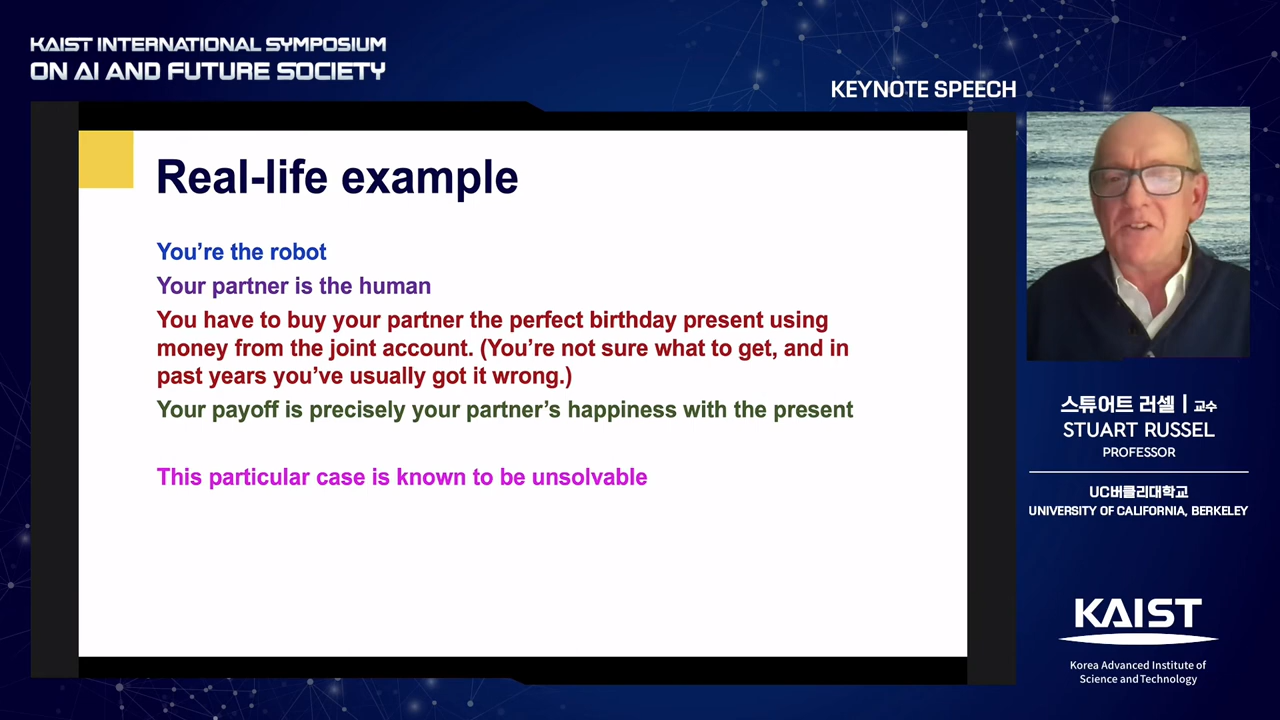 KAIST INTERNATIONAL SYMPOSIUM
ON AI AND FUTURE SOCIETY
KEYNOTE SPEECH
Real-life example
You're the robot
Your partner is the human
You have to buy your partner the perfect birthday present using
money from the joint account. (You're not sure what to get, and in
past years you've usually got it wrong.)
Your payoff is precisely your partner's happiness with the present
This particular case is known to be unsolvable
스튜어트 러셀 | 교수
STUART RUSSEL
PROFESSOR
UC버클리대학교
UNIVERSITY OF CALIFORNIA, BERKELEY
KAIST
Korea Advanced Institute of
Science and Technology